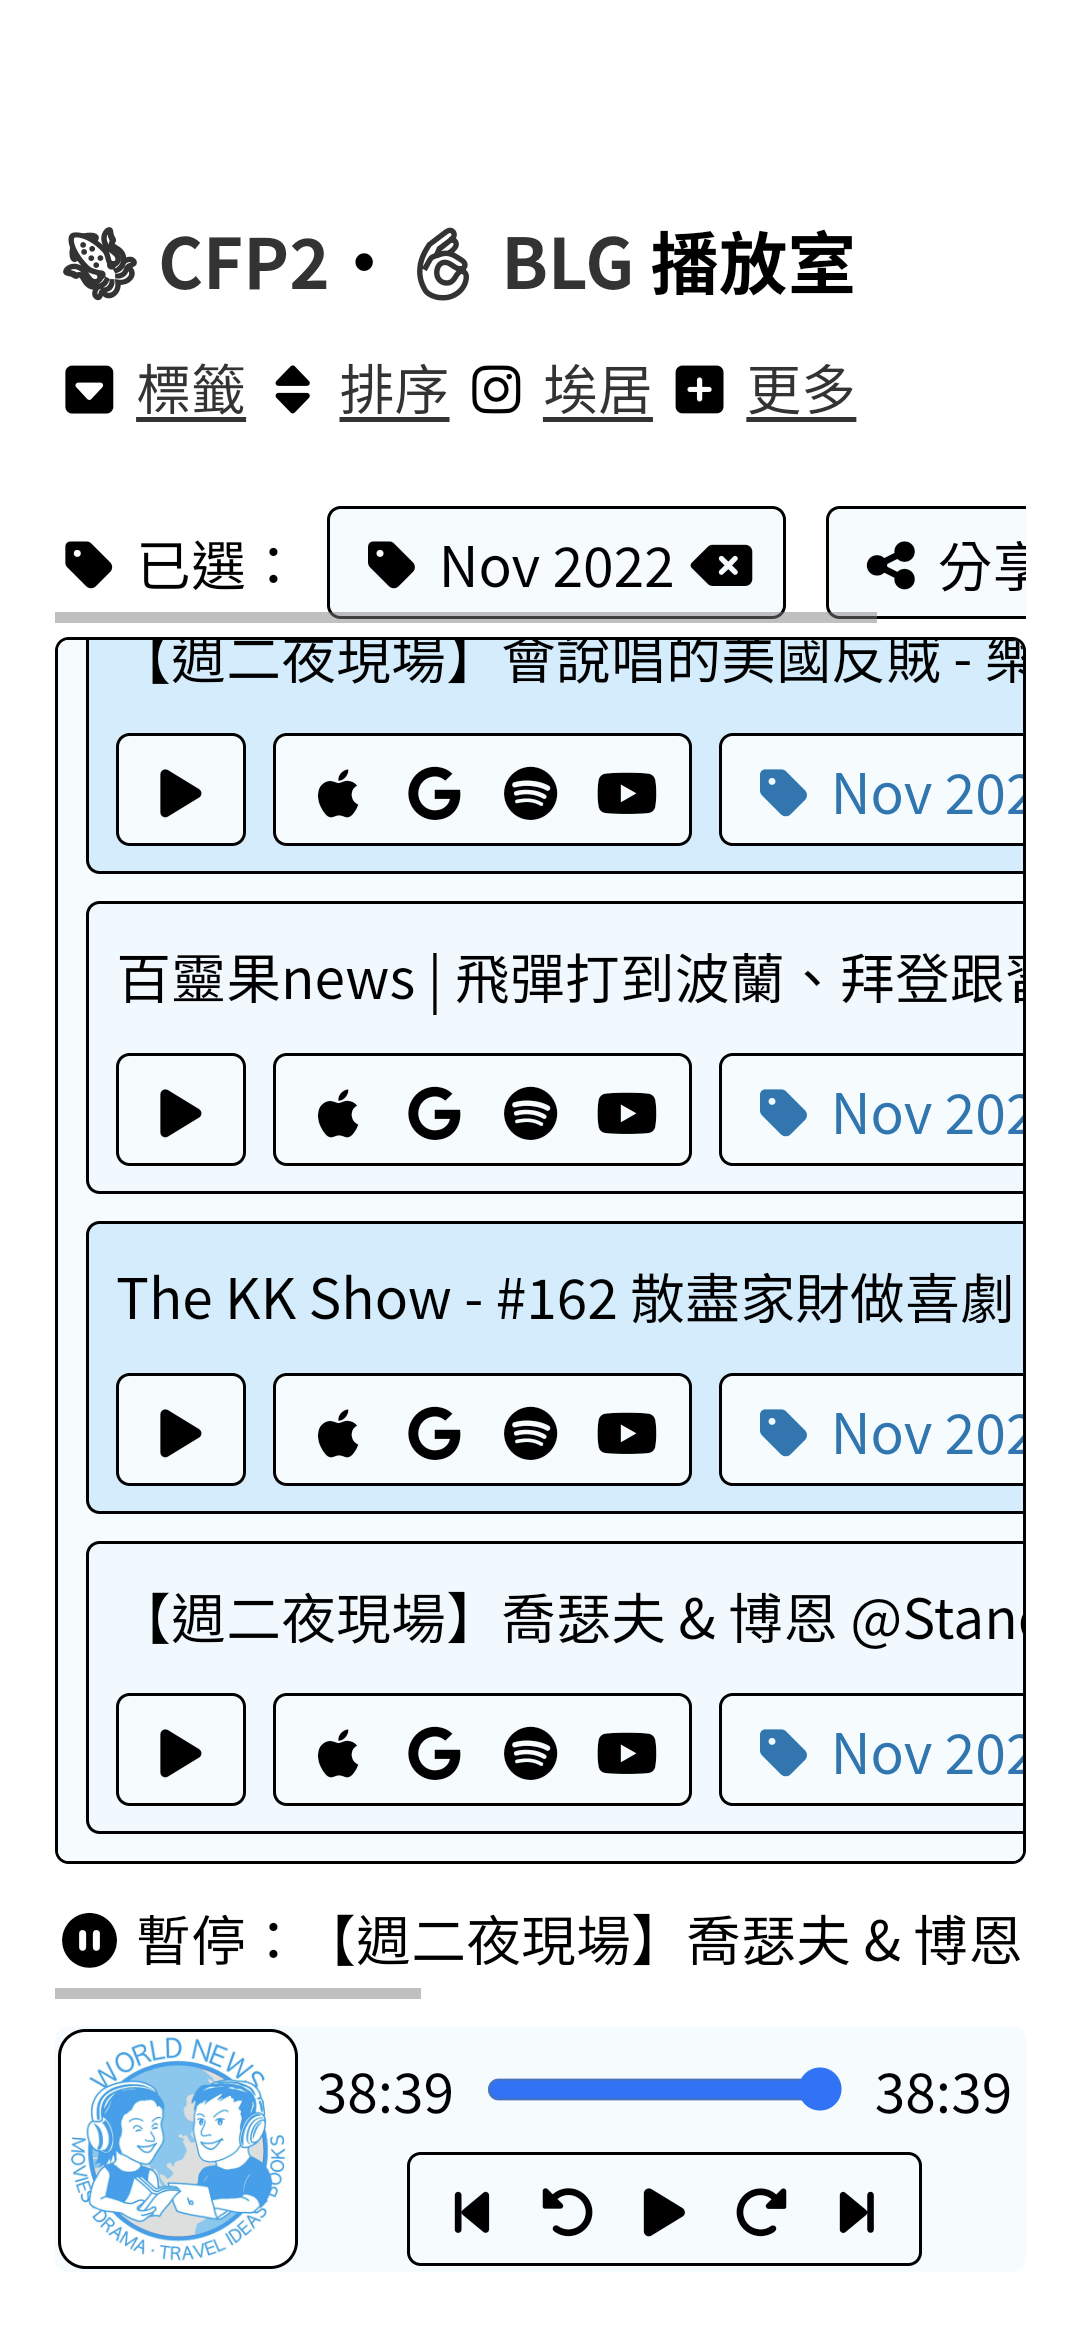 CFP2・ BLG 播放室
標籤 排序 埃居 更多
已選： Nov 2022 分享
【週二夜現場】會說唱的美國反賊 - 樂
Nov 202
百靈果news | 飛彈打到波蘭、拜登跟習
Nov 202
The KK Show - #162 散盡家財做喜劇
Nov 202
【週二夜現場】喬瑟夫 & 博恩 @Stand
Nov 202
暫停：【週二夜現場】喬瑟夫 & 博恩
WORLD NEWS
MOVIES · DRAMA · TRAVEL IDEAS · BOOKS
38:39 38:39